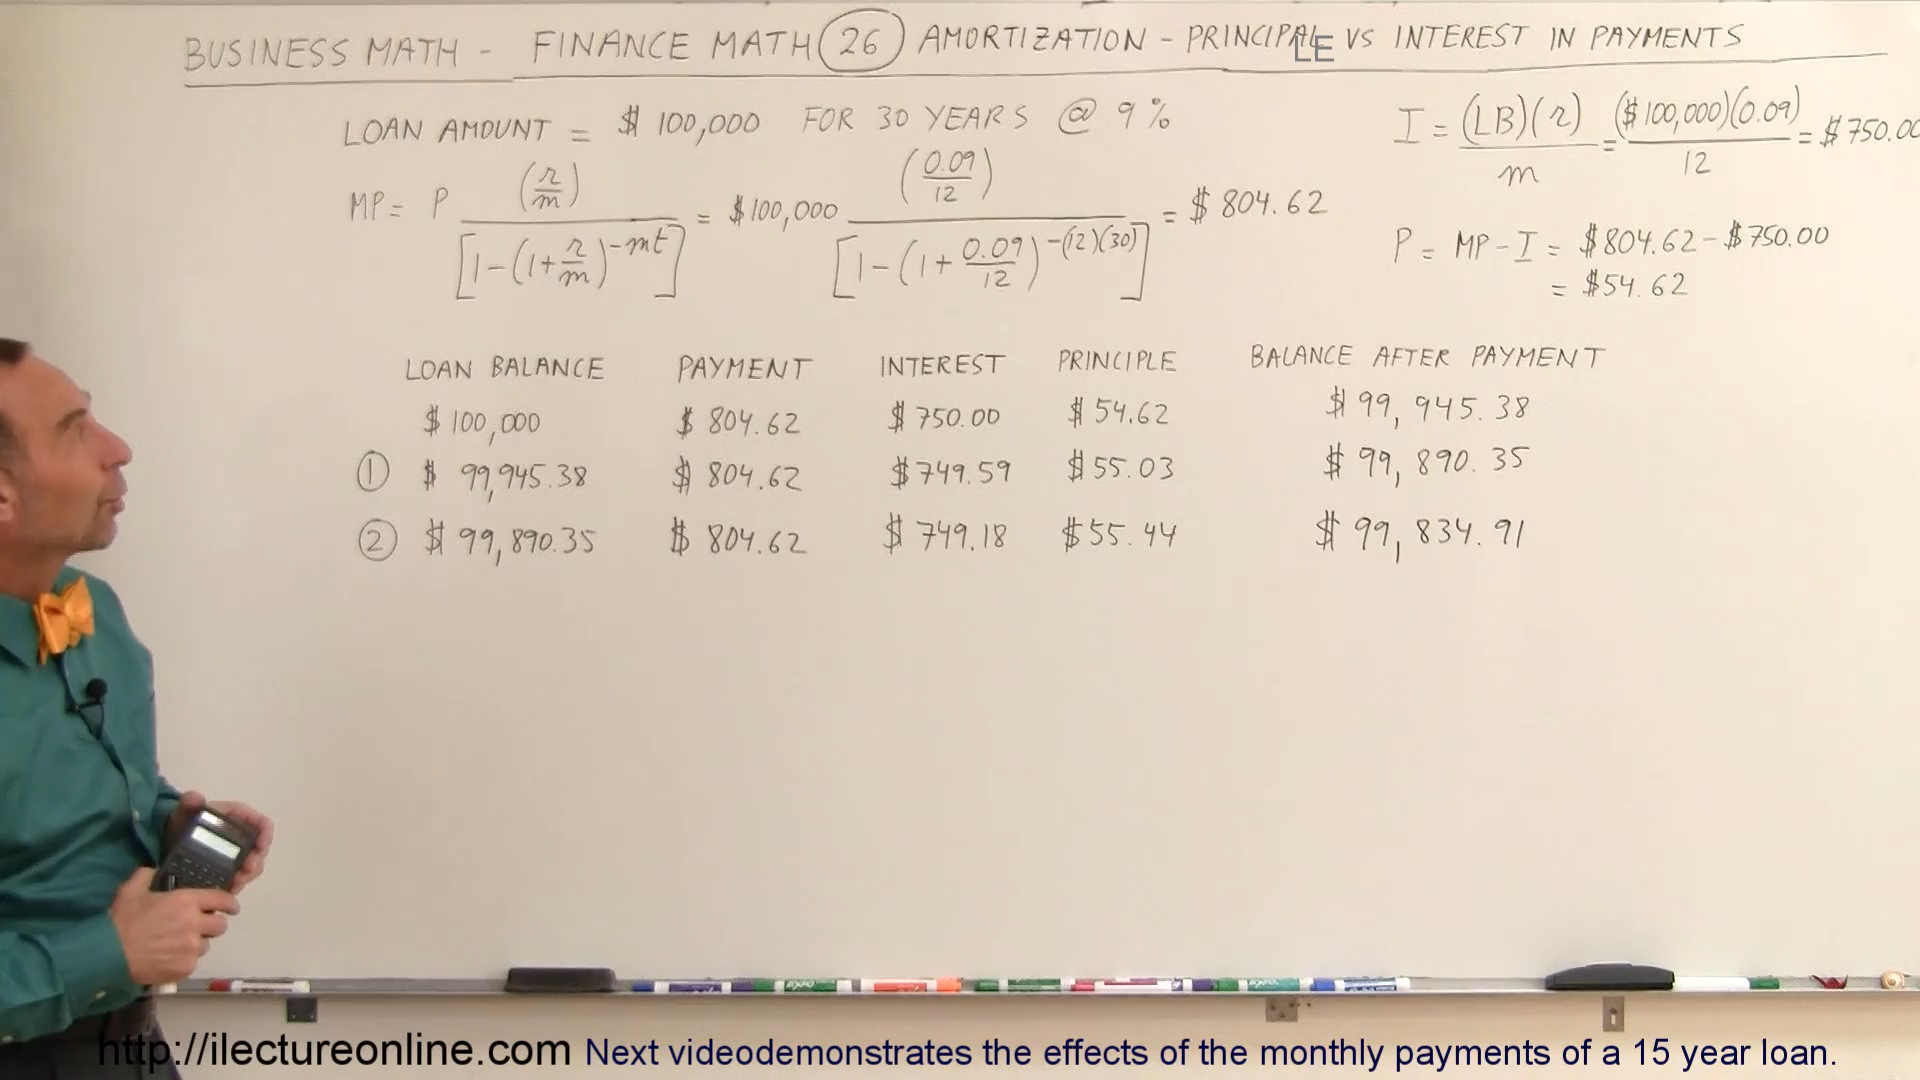 BUSINESS MATH - FINANCE MATH 26 AMORTIZATION - PRINCIPLE VS INTEREST IN PAYMENTS
LOAN AMOUNT = $ 100,000 FOR 30 YEARS @ 9%
MP = P (r/m) / [1-(1+r/m)^-mt] = $100,000 (0.09/12) / [1-(1+0.09/12)^-(12)(30)] = $ 804.62
I = (LB)(r)/m = ($100,000)(0.09)/12 = $750.00
P = MP - I = $804.62 - $750.00
= $54.62
LOAN BALANCE PAYMENT INTEREST PRINCIPLE BALANCE AFTER PAYMENT
$ 100,000 $ 804.62 $ 750.00 $ 54.62 $ 99,945.38
① $ 99,945.38 $ 804.62 $ 749.59 $ 55.03 $ 99,890.35
② $ 99,890.35 $ 804.62 $ 749.18 $ 55.44 $ 99,834.91
http://ilectureonline.com Next videodemonstrates the effects of the monthly payments of a 15 year loan.